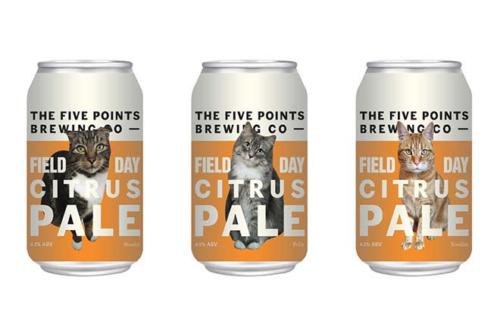 THE FIVE POINTS
BREWING CO —
FIELD DAY
CITRUS
PALE
THE FIVE POINTS
BREWING CO —
FIELD DAY
CITRUS
PALE
THE FIVE POINTS
BREWING CO —
FIELD DAY
CITRUS
PALE